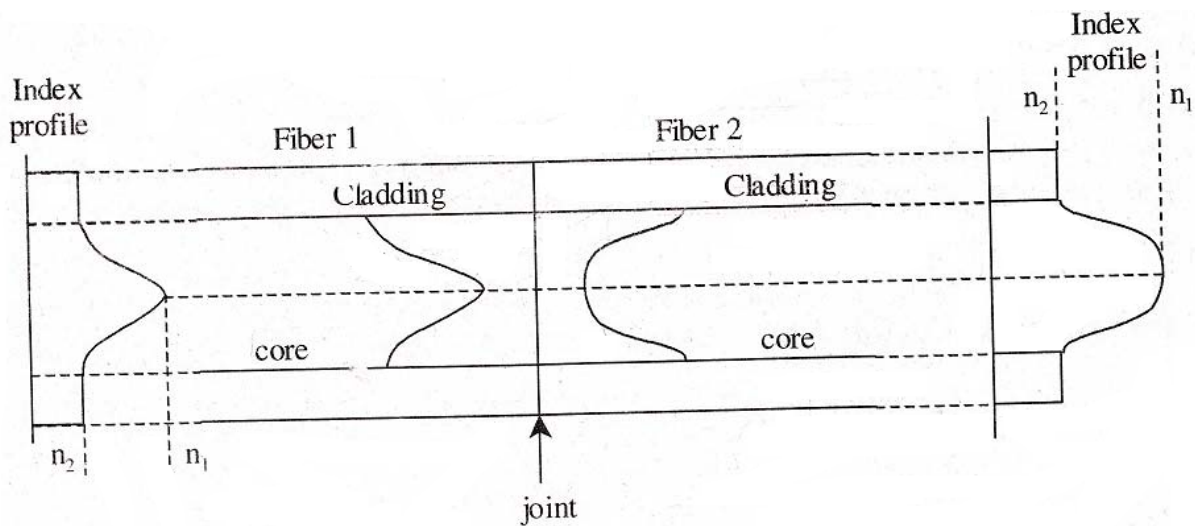 Index
profile
n₂
n₁
Index
profile
Fiber 1
Fiber 2
Cladding
Cladding
core
core
n₂
n₁
joint